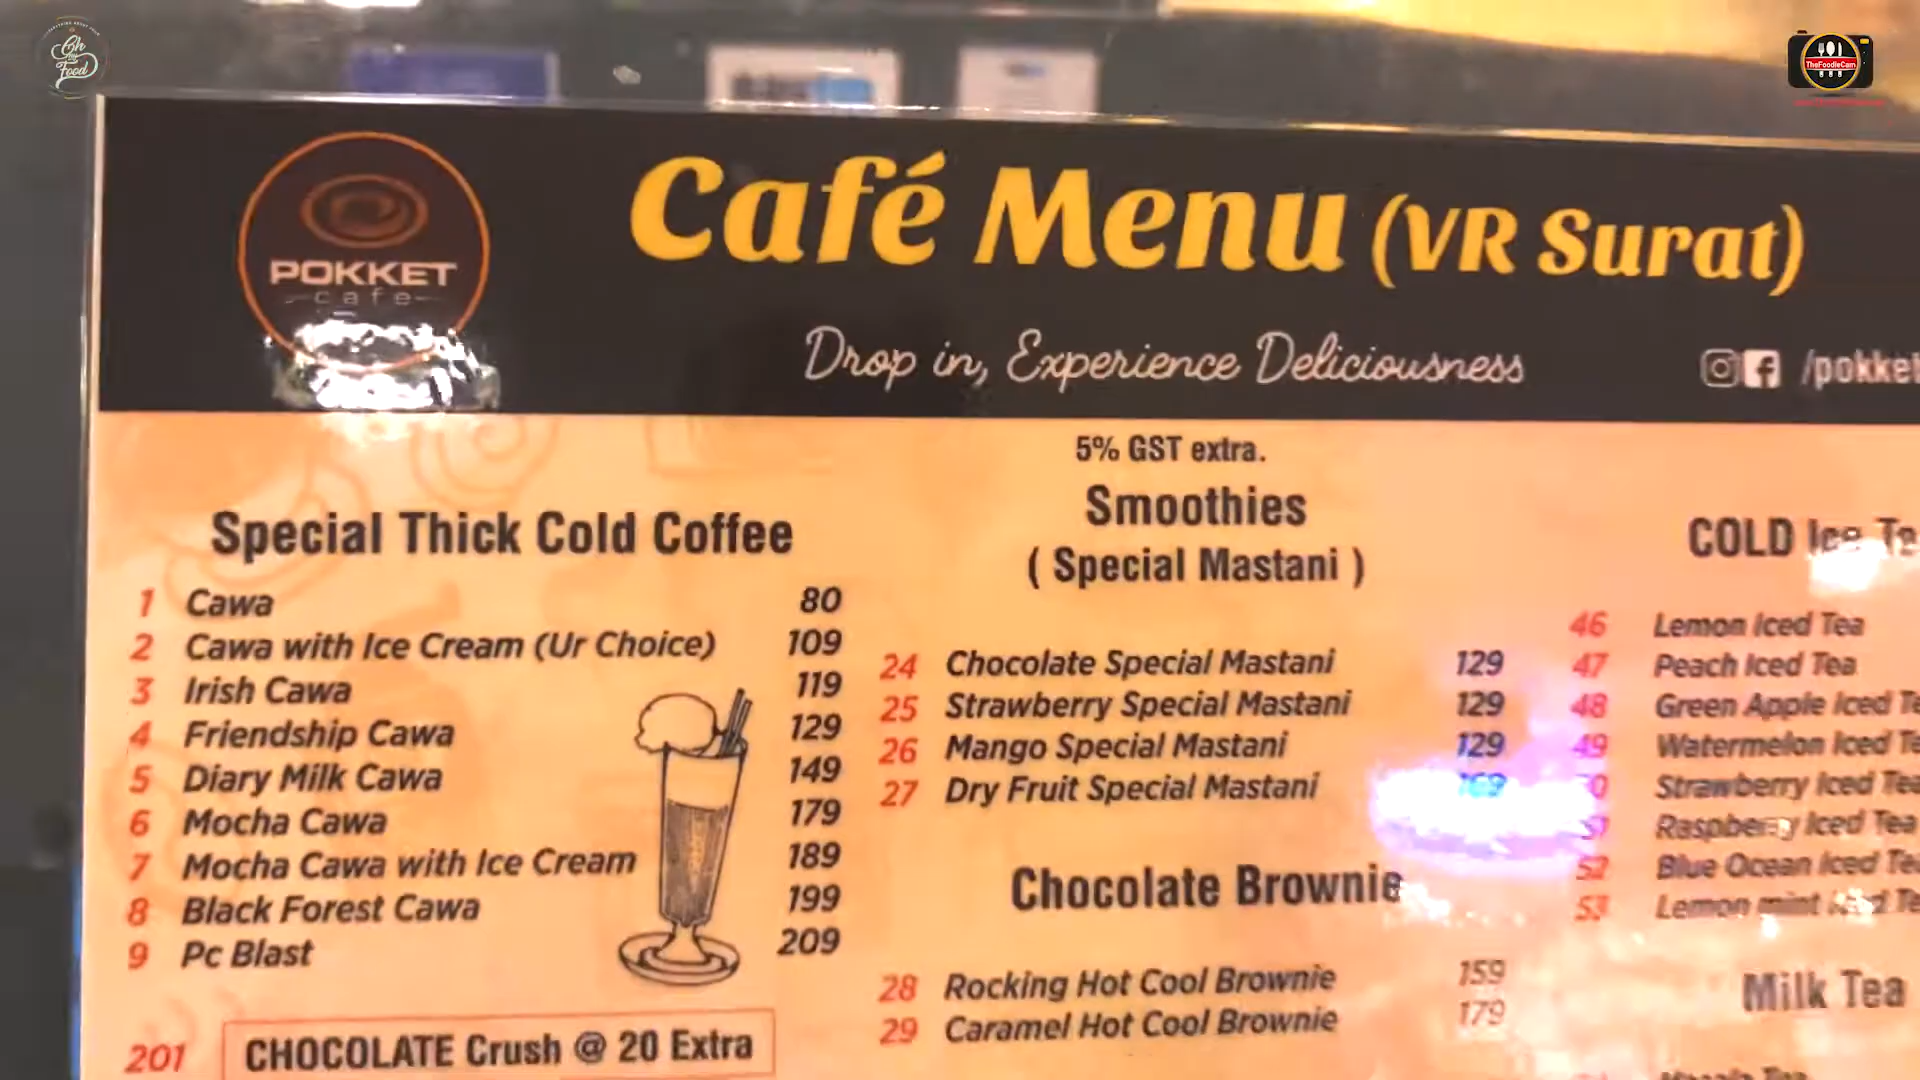 Oh
My
Food
TheFoodieCam
POKKET
cafe
Café Menu (VR Surat)
Drop in, Experience Deliciousness
/pokket
5% GST extra.
Special Thick Cold Coffee
1 Cawa 80
2 Cawa with Ice Cream (Ur Choice) 109
3 Irish Cawa 119
4 Friendship Cawa 129
5 Diary Milk Cawa 149
6 Mocha Cawa 179
7 Mocha Cawa with Ice Cream 189
8 Black Forest Cawa 199
9 Pc Blast 209
201 CHOCOLATE Crush @ 20 Extra
Smoothies
( Special Mastani )
24 Chocolate Special Mastani 129
25 Strawberry Special Mastani 129
26 Mango Special Mastani 129
27 Dry Fruit Special Mastani
Chocolate Brownie
28 Rocking Hot Cool Brownie 159
29 Caramel Hot Cool Brownie 179
COLD Ice
46 Lemon Iced Tea
47 Peach Iced Tea
48 Green Apple Iced
49 Watermelon Iced
Strawberry Iced Tea
Raspberry Iced Tea
52 Blue Ocean Iced
53 Lemon mint Iced
Milk Tea